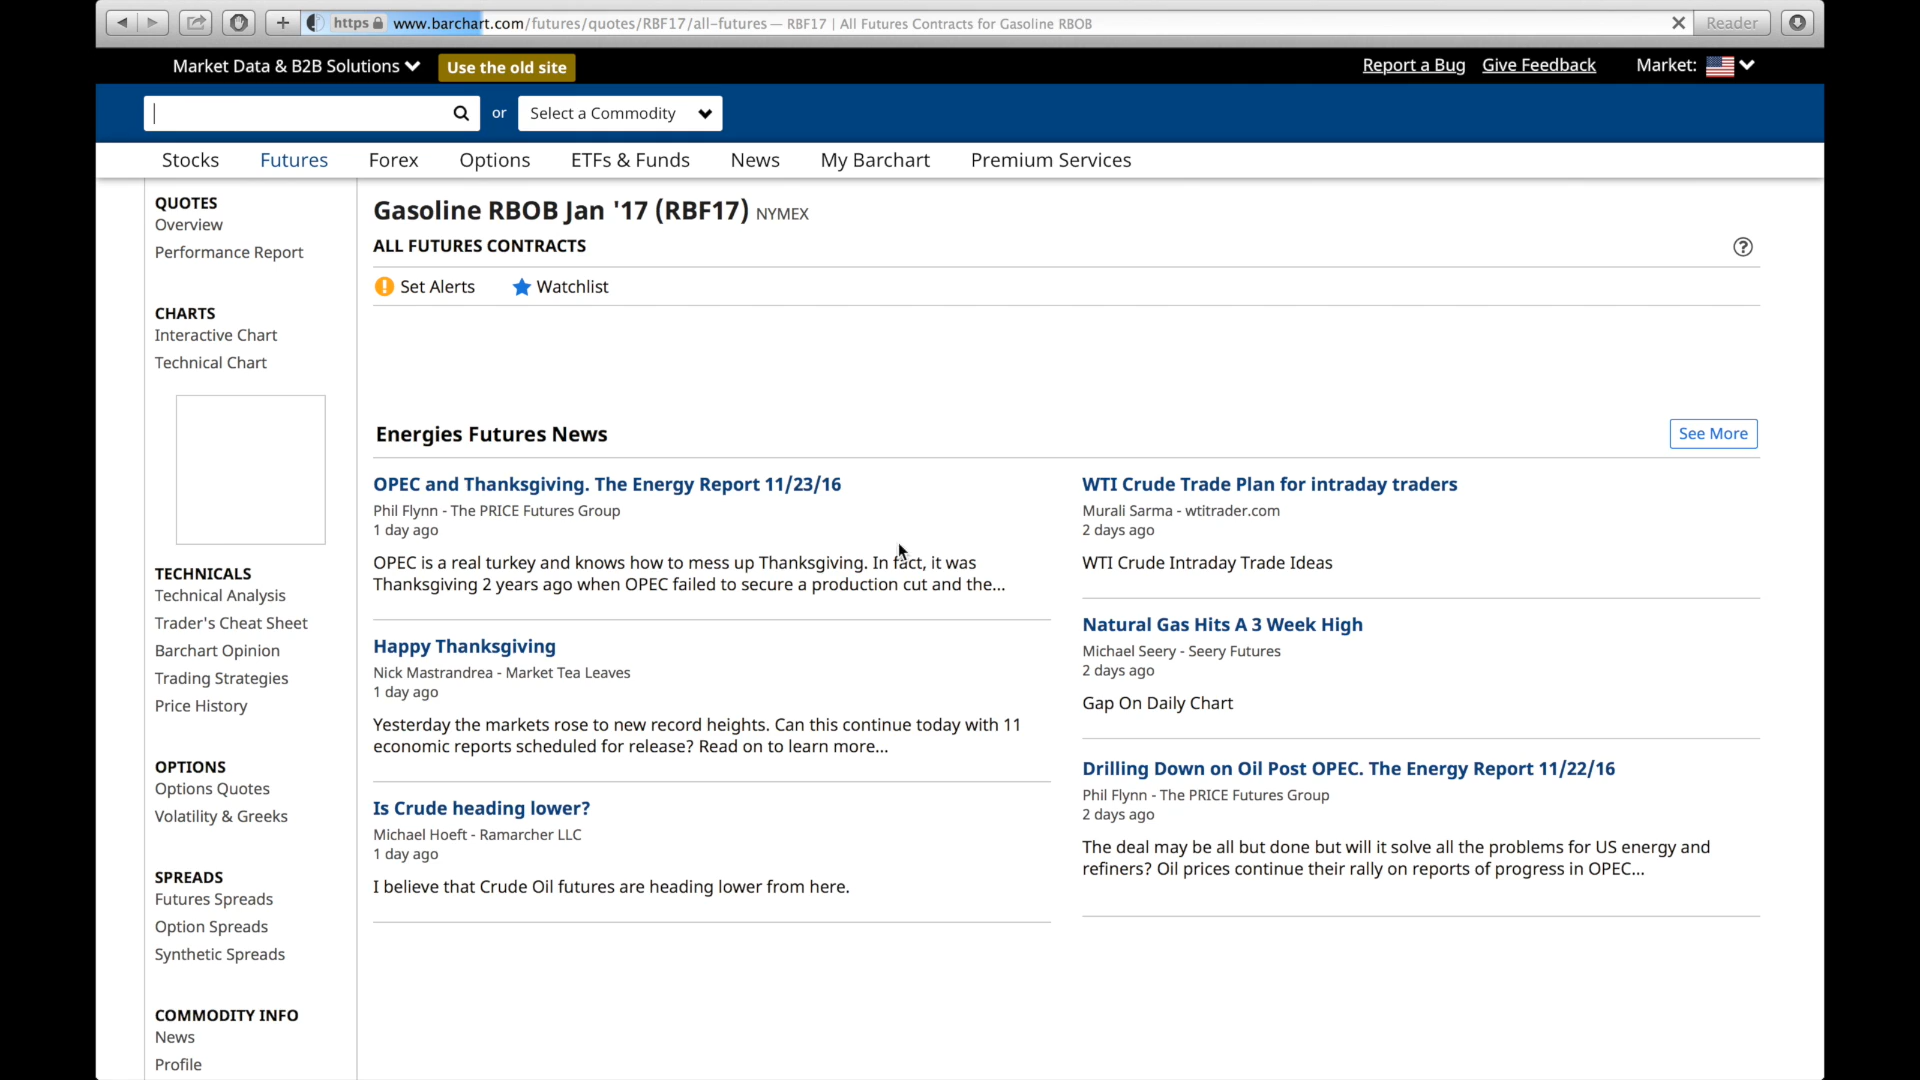 https www.barchart.com/futures/quotes/RBF17/all-futures — RBF17 | All Futures Contracts for Gasoline RBOB
Reader
Market Data & B2B Solutions
Use the old site
Report a Bug
Give Feedback
Market:
or
Select a Commodity
Stocks
Futures
Forex
Options
ETFs & Funds
News
My Barchart
Premium Services
QUOTES
Overview
Performance Report
CHARTS
Interactive Chart
Technical Chart
TECHNICALS
Technical Analysis
Trader's Cheat Sheet
Barchart Opinion
Trading Strategies
Price History
OPTIONS
Options Quotes
Volatility & Greeks
SPREADS
Futures Spreads
Option Spreads
Synthetic Spreads
COMMODITY INFO
News
Profile
Gasoline RBOB Jan '17 (RBF17) NYMEX
ALL FUTURES CONTRACTS
Set Alerts
Watchlist
Energies Futures News
See More
OPEC and Thanksgiving. The Energy Report 11/23/16
Phil Flynn - The PRICE Futures Group
1 day ago
OPEC is a real turkey and knows how to mess up Thanksgiving. In fact, it was
Thanksgiving 2 years ago when OPEC failed to secure a production cut and the...
Happy Thanksgiving
Nick Mastrandrea - Market Tea Leaves
1 day ago
Yesterday the markets rose to new record heights. Can this continue today with 11
economic reports scheduled for release? Read on to learn more...
Is Crude heading lower?
Michael Hoeft - Ramarcher LLC
1 day ago
I believe that Crude Oil futures are heading lower from here.
WTI Crude Trade Plan for intraday traders
Murali Sarma - wtitrader.com
2 days ago
WTI Crude Intraday Trade Ideas
Natural Gas Hits A 3 Week High
Michael Seery - Seery Futures
2 days ago
Gap On Daily Chart
Drilling Down on Oil Post OPEC. The Energy Report 11/22/16
Phil Flynn - The PRICE Futures Group
2 days ago
The deal may be all but done but will it solve all the problems for US energy and
refiners? Oil prices continue their rally on reports of progress in OPEC...